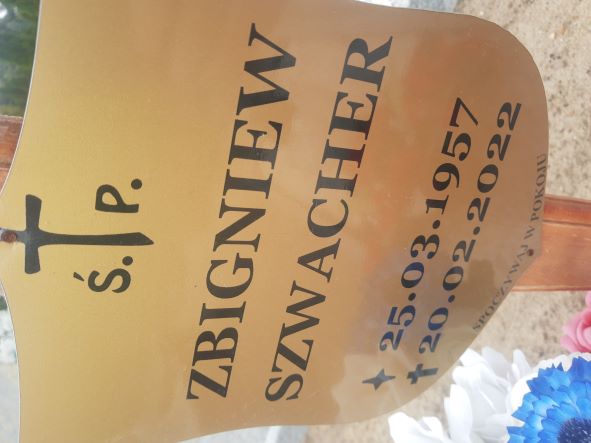 Ś. P.
ZBIGNIEW
SZWACHER
25.03.1957
20.02.2022
SPOCZYWAJ W POKOJU